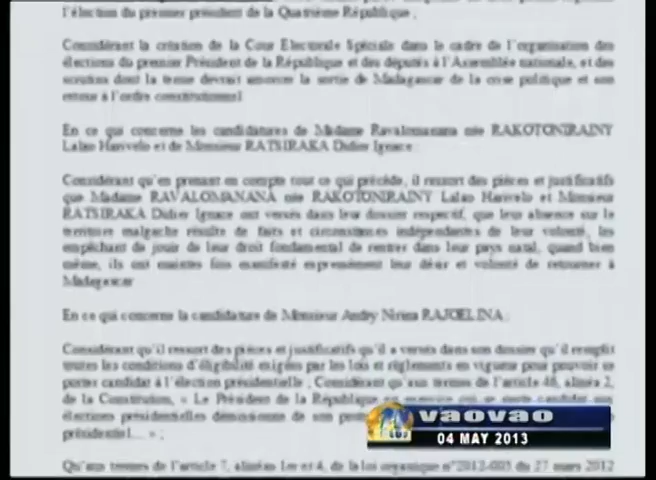 l'élection du premier président de la Quatrième République ;
Considérant la création de la Cour Electorale Spéciale dans le cadre de l'organisation des
élections du premier Président de la République et des députés à l'Assemblée nationale, et des
scrutins dont la tenue devrait amorcer la sortie de Madagascar de la crise politique et son
retour à l'ordre constitutionnel
En ce qui concerne les candidatures de Madame Ravalomanana née RAKOTONIRAINY
Lalao Harivelo et de Monsieur RATSIRAKA Didier Ignace :
Considérant qu'en prenant en compte tout ce qui précède, il ressort des pièces et justificatifs
que Madame RAVALOMANANA née RAKOTONIRAINY Lalao Harivelo et Monsieur
RATSIRAKA Didier Ignace ont versés dans leur dossier respectif, que leur absence sur le
territoire malgache résulte de faits et circonstances indépendantes de leur volonté, les
empêchant de jouir de leur droit fondamental de rentrer dans leur pays natal, quand bien
même, ils ont maintes fois manifesté expressément leur désir et volonté de retourner à
Madagascar
En ce qui concerne la candidature de Monsieur Andry Nirina RAJOELINA :
Considérant qu'il ressort des pièces et justificatifs qu'il a versés dans son dossier qu'il remplit
toutes les conditions d'éligibilité exigées par les lois et règlements en vigueur pour pouvoir se
porter candidat à l'élection présidentielle ; Considérant qu'aux termes de l'article 46, alinéa 2,
de la Constitution, « Le Président de la République en exercice qui se porte candidat aux
élections présidentielles démissionne de son
présidentiel... » ;
vaovao
04 MAY 2013
Qu'aux termes de l'article 7, alinéas 1er et 4, de la loi organique n°2012-005 du 27 mars 2012